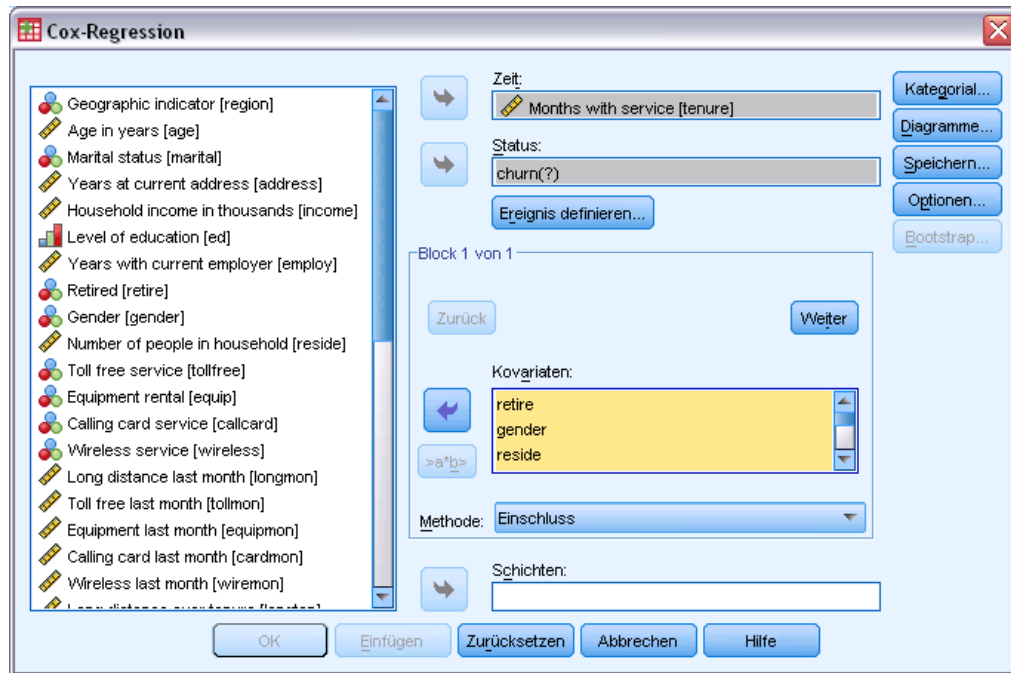 Cox-Regression
Geographic indicator [region]
Age in years [age]
Marital status [marital]
Years at current address [address]
Household income in thousands [income]
Level of education [ed]
Years with current employer [employ]
Retired [retire]
Gender [gender]
Number of people in household [reside]
Toll free service [tollfree]
Equipment rental [equip]
Calling card service [callcard]
Wireless service [wireless]
Long distance last month [longmon]
Toll free last month [tollmon]
Equipment last month [equipmon]
Calling card last month [cardmon]
Wireless last month [wiremon]
Long distance over tenure [longten]
Zeit:
Months with service [tenure]
Status:
churn(?)
Ereignis definieren...
Block 1 von 1
Zurück
Weiter
Kovariaten:
retire
gender
reside
>a*b>
Methode:
Einschluss
Schichten:
Kategorial...
Diagramme...
Speichern...
Optionen...
Bootstrap...
OK
Einfügen
Zurücksetzen
Abbrechen
Hilfe